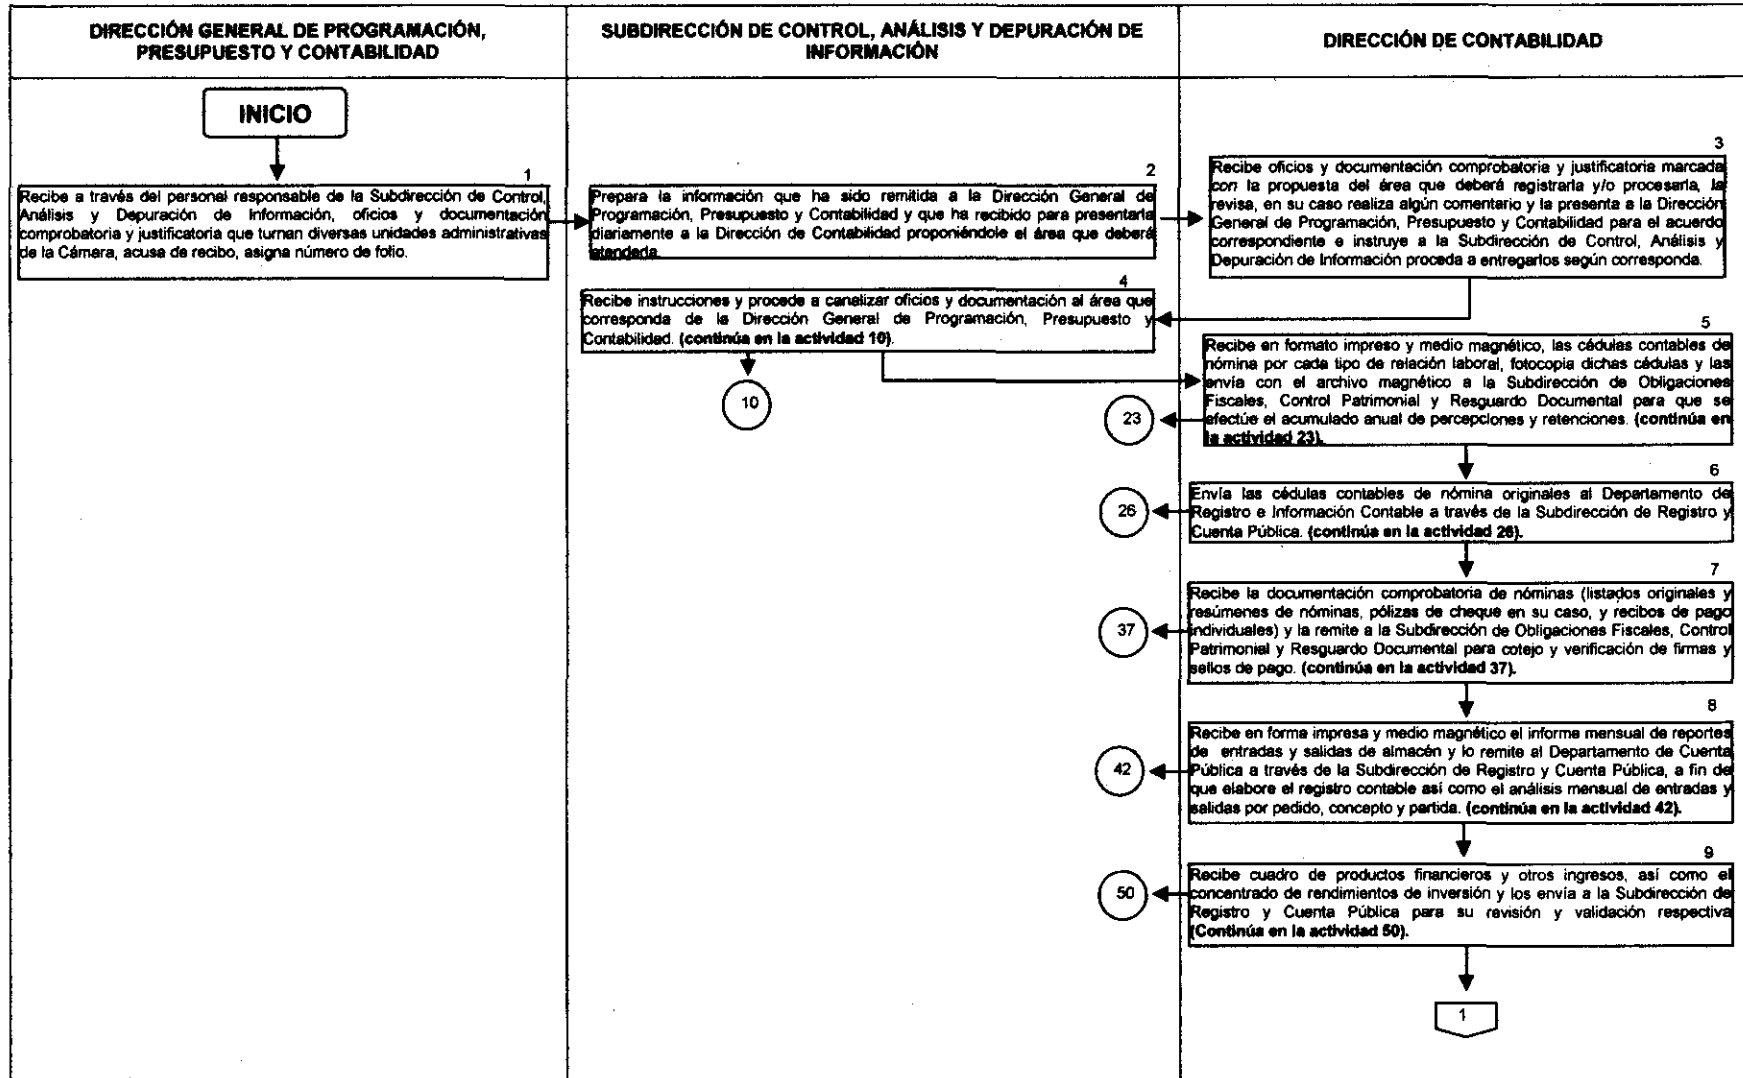 DIRECCIÓN GENERAL DE PROGRAMACIÓN,
PRESUPUESTO Y CONTABILIDAD
SUBDIRECCIÓN DE CONTROL, ANÁLISIS Y DEPURACIÓN DE
INFORMACIÓN
DIRECCIÓN DE CONTABILIDAD
INICIO
1
Recibe a través del personal responsable de la Subdirección de Control,
Análisis y Depuración de Información, oficios y documentación
comprobatoria y justificatoria que turnan diversas unidades administrativas
de la Cámara, acusa de recibo, asigna número de folio.
2
Prepara la información que ha sido remitida a la Dirección General de
Programación, Presupuesto y Contabilidad y que ha recibido para presentarla
diariamente a la Dirección de Contabilidad proponiéndole el área que deberá
atenderla.
3
Recibe oficios y documentación comprobatoria y justificatoria marcada
con la propuesta del área que deberá registrarla y/o procesarla, la
revisa, en su caso realiza algún comentario y la presenta a la Dirección
General de Programación, Presupuesto y Contabilidad para el acuerdo
correspondiente e instruye a la Subdirección de Control, Análisis y
Depuración de Información proceda a entregarlos según corresponda.
4
Recibe instrucciones y procede a canalizar oficios y documentación al área que
corresponda de la Dirección General de Programación, Presupuesto y
Contabilidad. (continúa en la actividad 10).
10
5
Recibe en formato impreso y medio magnético, las cédulas contables de
nómina por cada tipo de relación laboral, fotocopia dichas cédulas y las
envía con el archivo magnético a la Subdirección de Obligaciones
Fiscales, Control Patrimonial y Resguardo Documental para que se
efectúe el acumulado anual de percepciones y retenciones. (continúa en
la actividad 23).
23
6
Envía las cédulas contables de nómina originales al Departamento de
Registro e Información Contable a través de la Subdirección de Registro y
Cuenta Pública. (continúa en la actividad 26).
26
7
Recibe la documentación comprobatoria de nóminas (listados originales y
resúmenes de nóminas, pólizas de cheque en su caso, y recibos de pago
individuales) y la remite a la Subdirección de Obligaciones Fiscales, Control
Patrimonial y Resguardo Documental para cotejo y verificación de firmas y
sellos de pago. (continúa en la actividad 37).
37
8
Recibe en forma impresa y medio magnético el informe mensual de reportes
de entradas y salidas de almacén y lo remite al Departamento de Cuenta
Pública a través de la Subdirección de Registro y Cuenta Pública, a fin de
que elabore el registro contable así como el análisis mensual de entradas y
salidas por pedido, concepto y partida. (continúa en la actividad 42).
42
9
Recibe cuadro de productos financieros y otros ingresos, así como el
concentrado de rendimientos de inversión y los envía a la Subdirección de
Registro y Cuenta Pública para su revisión y validación respectiva
(Continúa en la actividad 50).
50
1